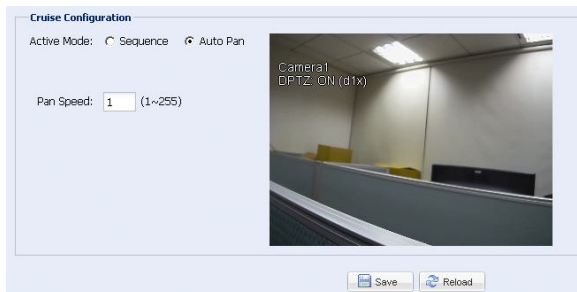 Cruise Configuration
Active Mode: Sequence Auto Pan
Camera1
DPTZ: ON (d1x)
Pan Speed: 1 (1~255)
Save Reload